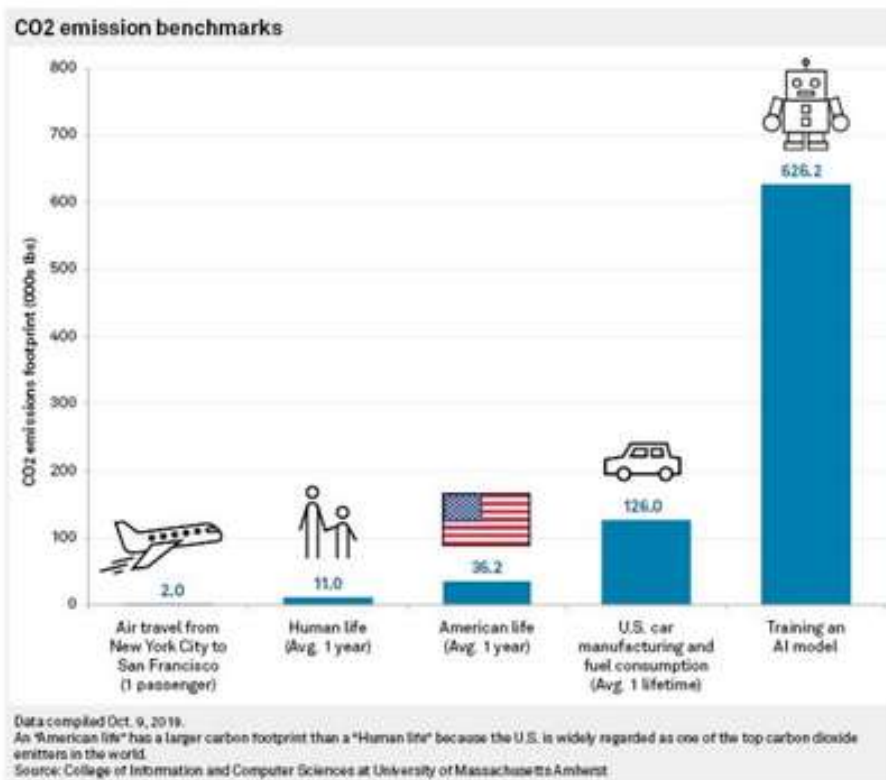 CO2 emission benchmarks
800
700
600
500
400
300
200
100
0
CO2 emissions footprint (000s lbs)
2.0
11.0
36.2
126.0
626.2
Air travel from
New York City to
San Francisco
(1 passenger)
Human life
(Avg. 1 year)
American life
(Avg. 1 year)
U.S. car
manufacturing and
fuel consumption
(Avg. 1 lifetime)
Training an
AI model
Data compiled Oct. 9, 2019.
An "American life" has a larger carbon footprint than a "Human life" because the U.S. is widely regarded as one of the top carbon dioxide
emitters in the world.
Source: College of Information and Computer Sciences at University of Massachusetts Amherst